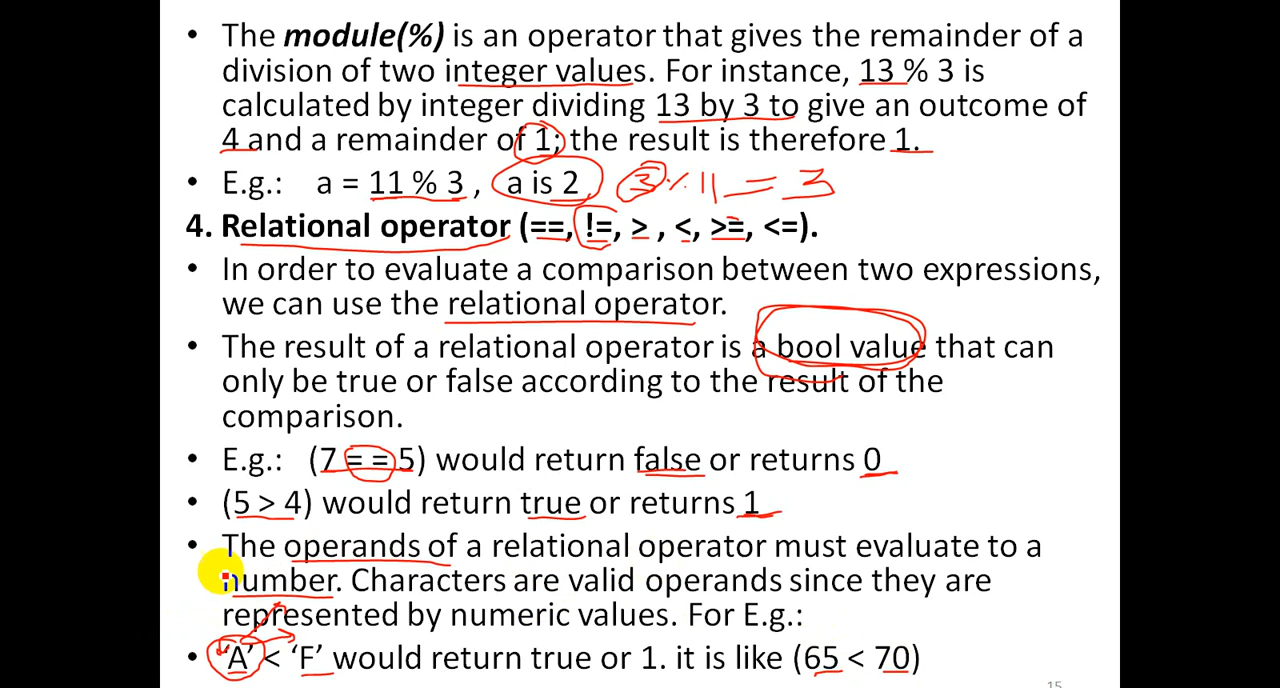 • The module(%) is an operator that gives the remainder of a
division of two integer values. For instance, 13 % 3 is
calculated by integer dividing 13 by 3 to give an outcome of
4 and a remainder of 1; the result is therefore 1.
• E.g.: a = 11 % 3 , a is 2 3 % 11 = 3
4. Relational operator (==, !=, > , <, >=, <=).
• In order to evaluate a comparison between two expressions,
we can use the relational operator.
• The result of a relational operator is a bool value that can
only be true or false according to the result of the
comparison.
• E.g.: (7 = = 5) would return false or returns 0
• (5 > 4) would return true or returns 1
• The operands of a relational operator must evaluate to a
number. Characters are valid operands since they are
represented by numeric values. For E.g.:
• ‘A’ < ‘F’ would return true or 1. it is like (65 < 70)
15